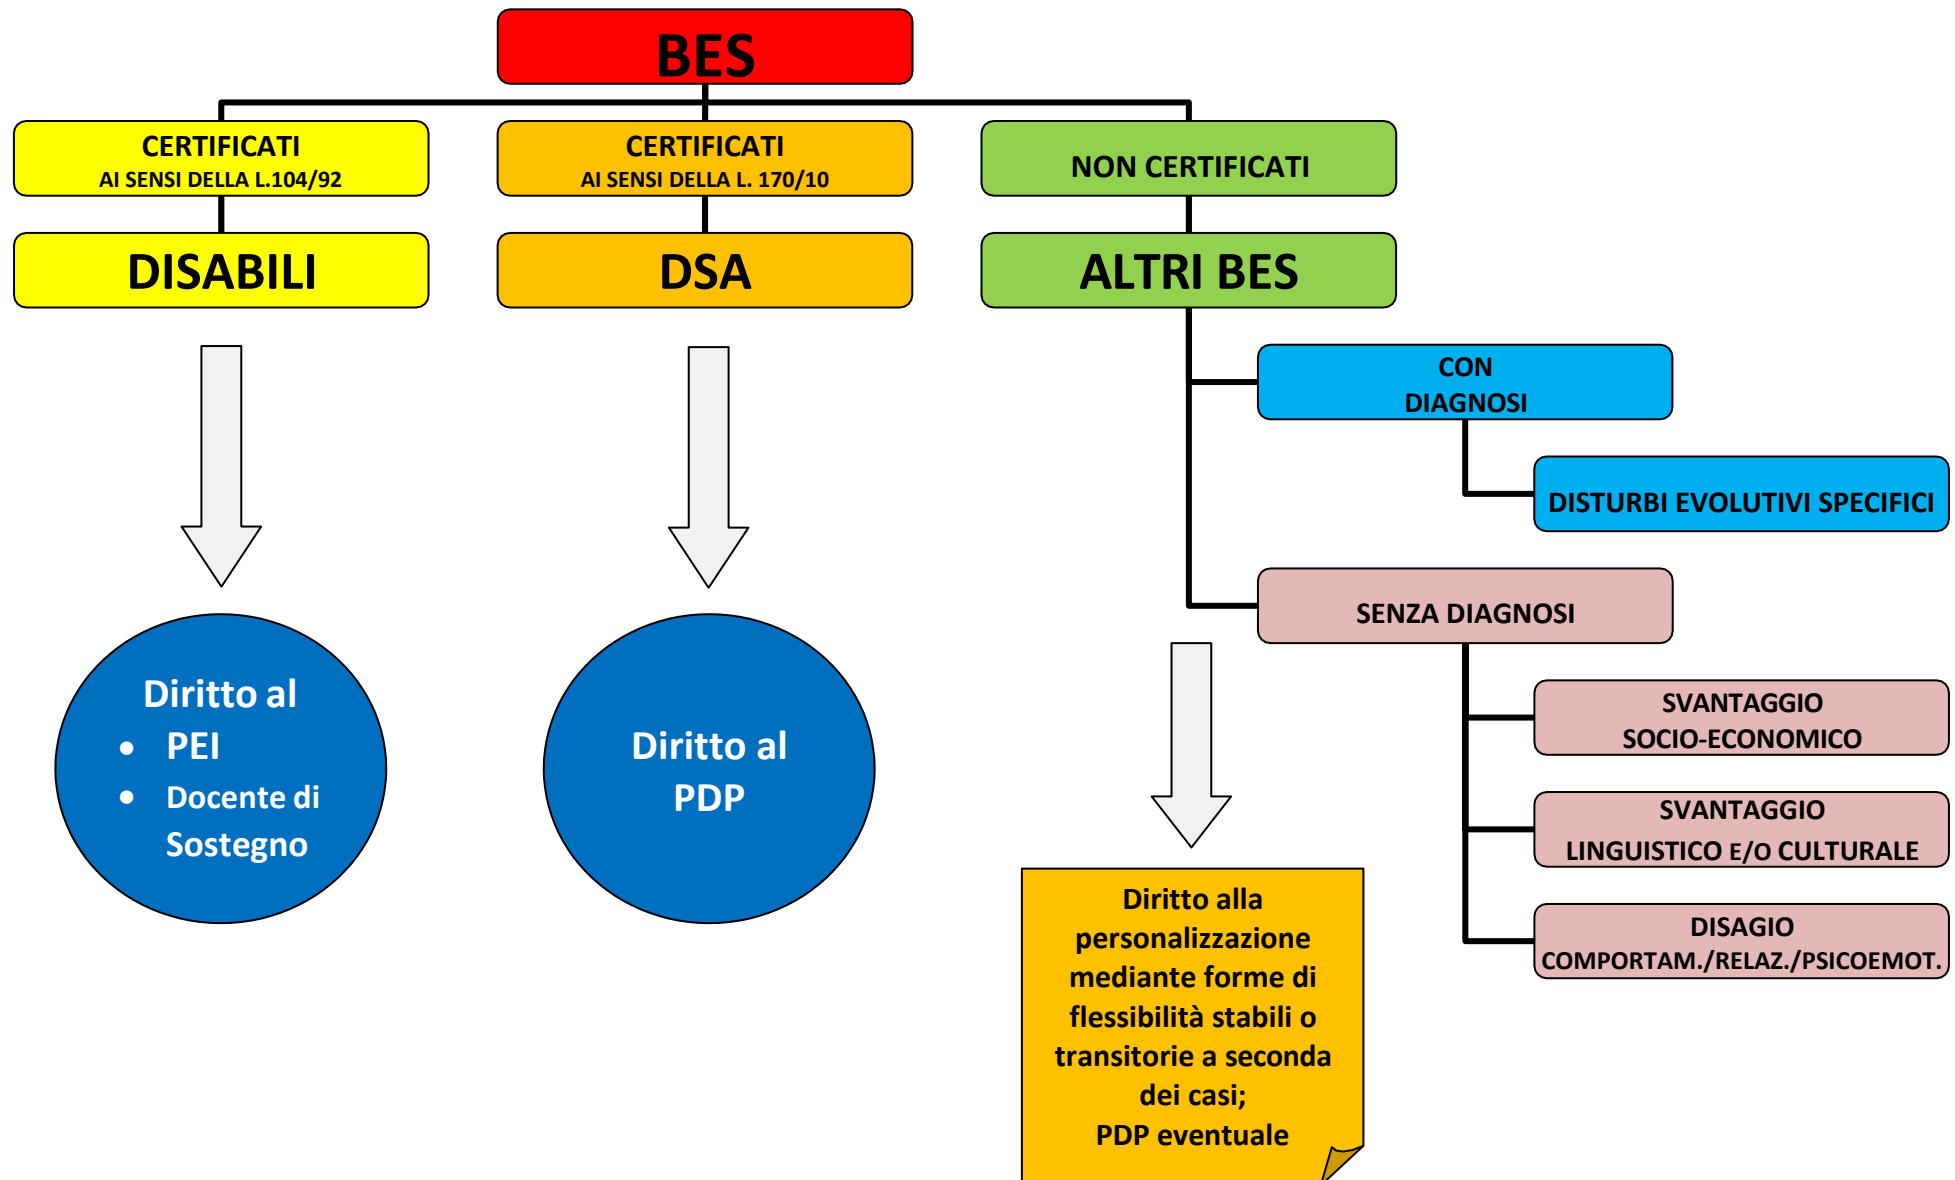 BES
CERTIFICATI
AI SENSI DELLA L.104/92
CERTIFICATI
AI SENSI DELLA L. 170/10
NON CERTIFICATI
DISABILI
DSA
ALTRI BES
CON
DIAGNOSI
DISTURBI EVOLUTIVI SPECIFICI
SENZA DIAGNOSI
SVANTAGGIO
SOCIO-ECONOMICO
SVANTAGGIO
LINGUISTICO E/O CULTURALE
DISAGIO
COMPORTAM./RELAZ./PSICOEMOT.
Diritto al
• PEI
• Docente di
Sostegno
Diritto al
PDP
Diritto alla
personalizzazione
mediante forme di
flessibilità stabili o
transitorie a seconda
dei casi;
PDP eventuale